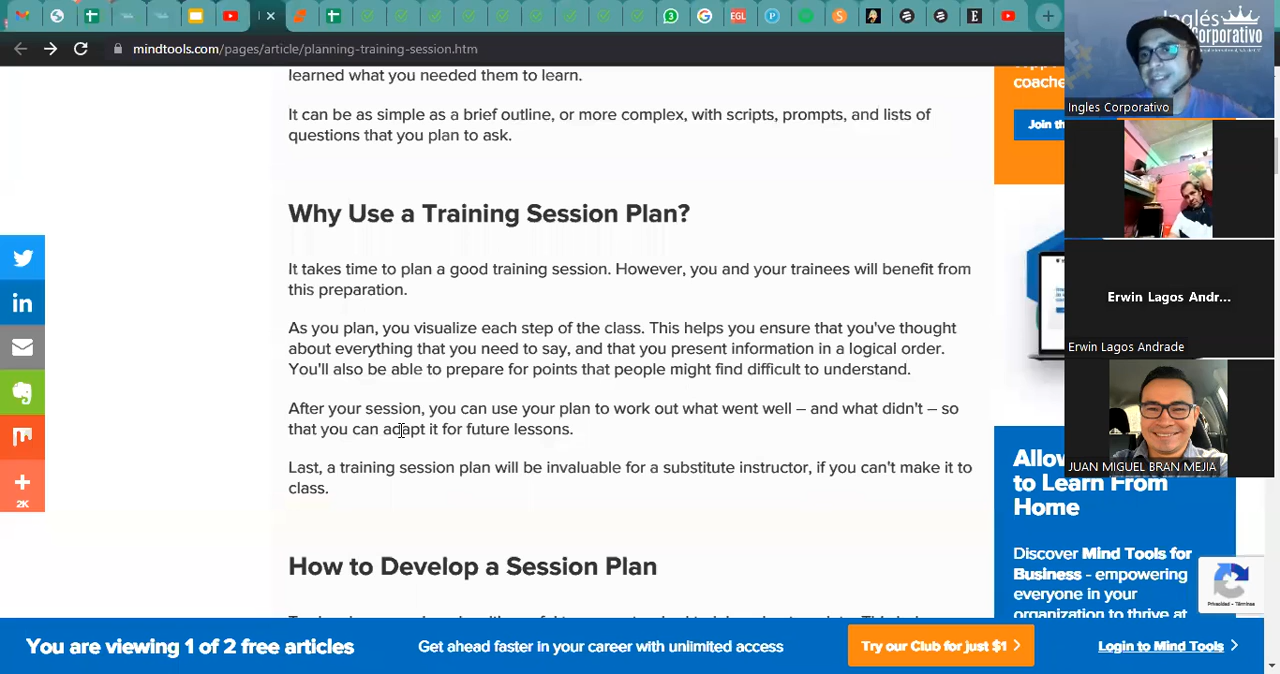 3
EGL
P
S
E
mindtools.com/pages/article/planning-training-session.htm
learned what you needed them to learn.
It can be as simple as a brief outline, or more complex, with scripts, prompts, and lists of
questions that you plan to ask.
Why Use a Training Session Plan?
It takes time to plan a good training session. However, you and your trainees will benefit from
this preparation.
As you plan, you visualize each step of the class. This helps you ensure that you've thought
about everything that you need to say, and that you present information in a logical order.
You'll also be able to prepare for points that people might find difficult to understand.
After your session, you can use your plan to work out what went well – and what didn't – so
that you can adapt it for future lessons.
Last, a training session plan will be invaluable for a substitute instructor, if you can't make it to
class.
How to Develop a Session Plan
2K
coache
Join th
Inglés
Corporativo
Ingles Corporativo
Erwin Lagos Andr...
Erwin Lagos Andrade
JUAN MIGUEL BRAN MEJIA
Allow
to Learn From
Home
Discover Mind Tools for
Business - empowering
everyone in your
organization to thrive at
Privacidad - Términos
You are viewing 1 of 2 free articles
Get ahead faster in your career with unlimited access
Try our Club for just $1
Login to Mind Tools